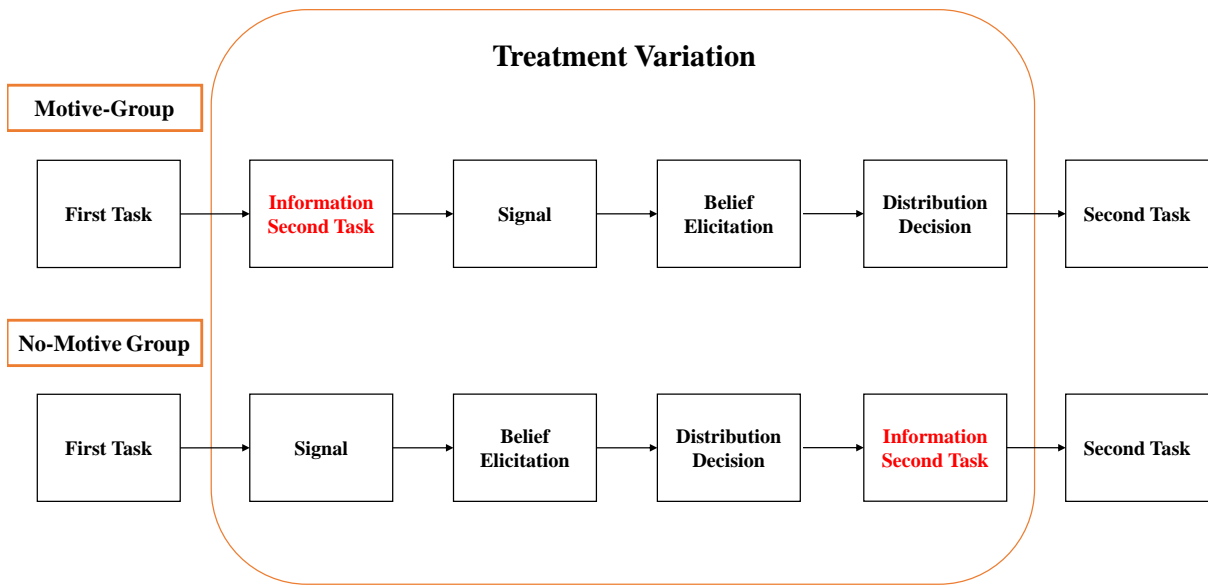 Treatment Variation
Motive-Group
First Task
Information
Second Task
Signal
Belief
Elicitation
Distribution
Decision
Second Task
No-Motive Group
First Task
Signal
Belief
Elicitation
Distribution
Decision
Information
Second Task
Second Task